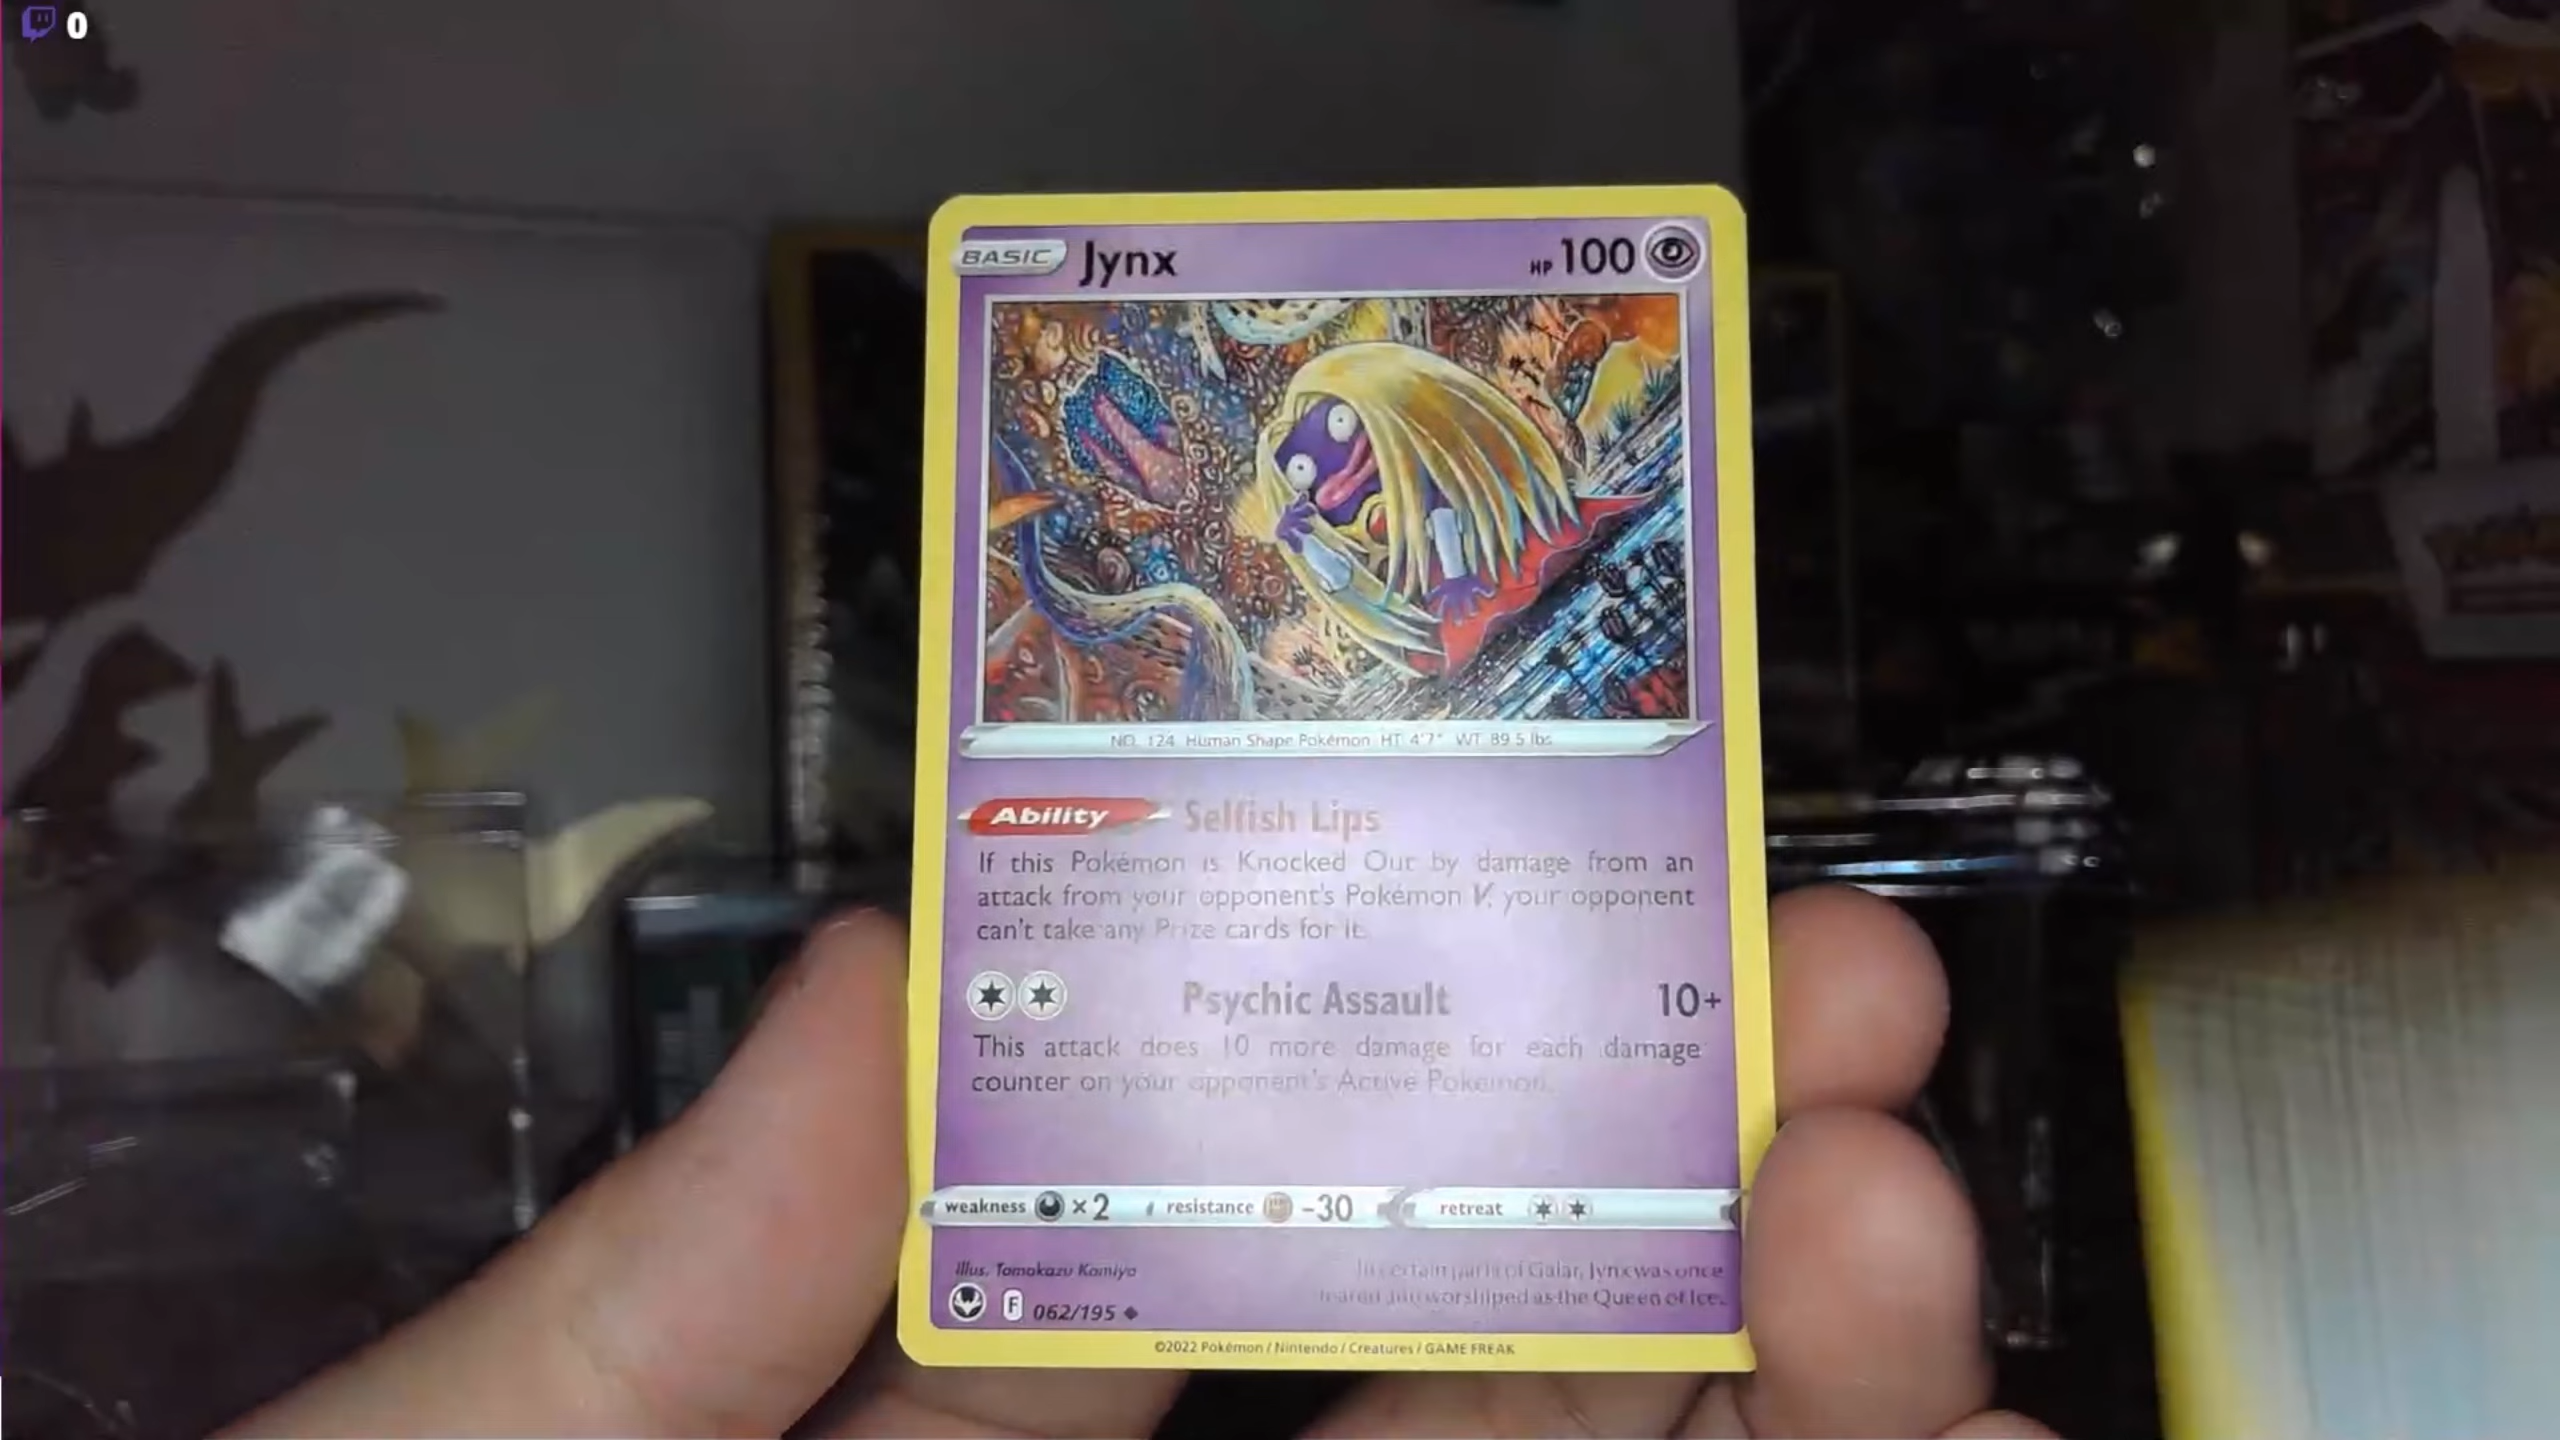 0
BASIC Jynx HP 100
NO. 124 Human Shape Pokémon HT 4'7" WT 89.5 lbs
Ability Selfish Lips
If this Pokémon is Knocked Out by damage from an
attack from your opponent's Pokémon V, your opponent
can't take any Prize cards for it.
Psychic Assault 10+
This attack does 10 more damage for each damage
counter on your opponent's Active Pokémon.
weakness ×2 resistance -30 retreat
Illus. Tomokazu Komiya
In certain parts of Galar, Jynx was once
feared and worshiped as the Queen of Ice.
F 062/195
©2022 Pokémon / Nintendo / Creatures / GAME FREAK